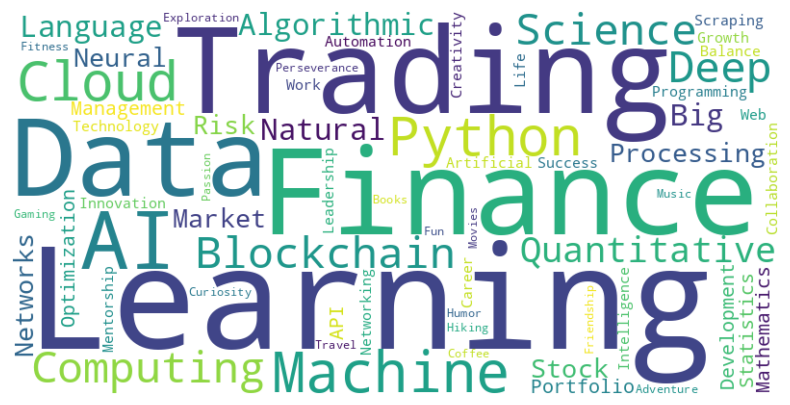 Language
Exploration
Algorithmic
Science
Scraping
Fitness
Neural
Trading
Automation
Creativity
Growth
Balance
Cloud
Perseverance
Work
Life
Deep
Programming
Management
Technology
Risk
Natural
Python
Big
Web
Data
Finance
Processing
Artificial
Success
Passion
Leadership
Books
Music
Collaboration
Gaming
Innovation
Market
Fun
Movies
AI
Blockchain
Quantitative
Networks
Optimization
Mentorship
Learning
Curiosity
Networking
Career
API
Humor
Hiking
Friendship
Intelligence
Development
Statistics
Mathematics
Travel
Coffee
Computing
Machine
Stock
Portfolio
Adventure